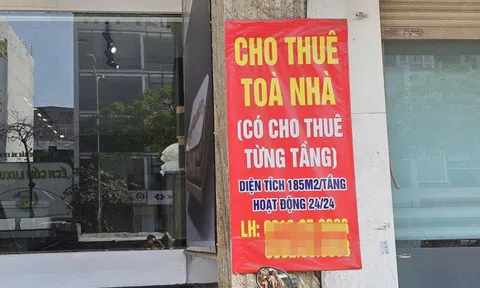 CHO THUÊ
TOÀ NHÀ
(CÓ CHO THUÊ
TỪNG TẦNG)
DIỆN TÍCH 185M2/TẦNG
HOẠT ĐỘNG 24/24
LH: